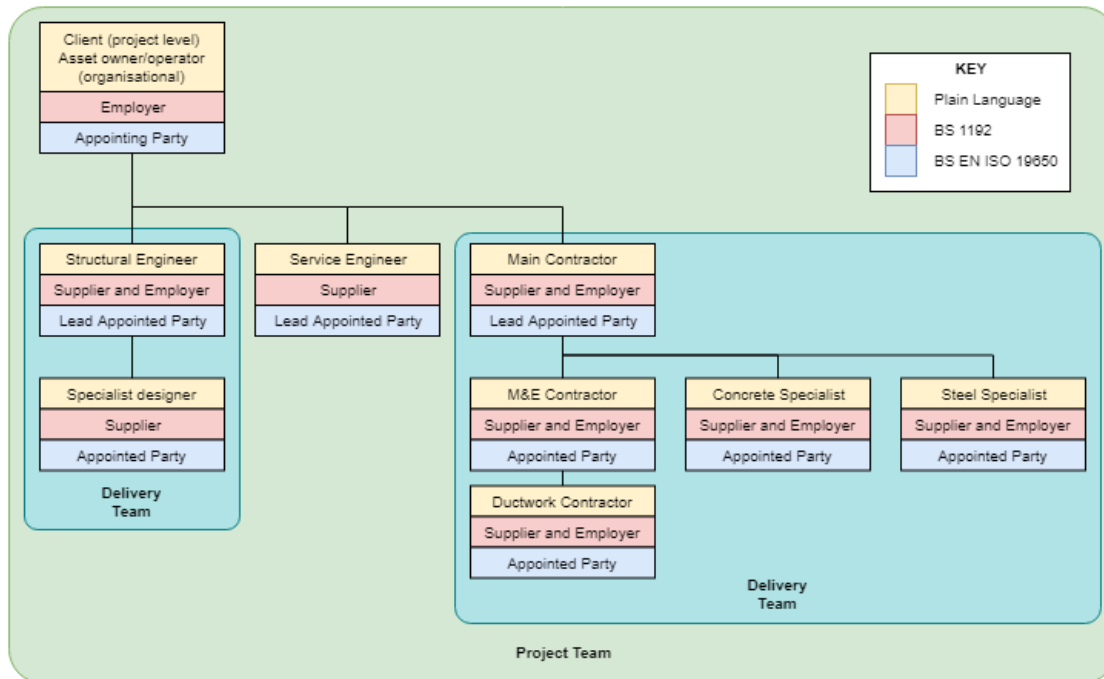 Client (project level)
Asset owner/operator
(organisational)
Employer
Appointing Party
KEY
Plain Language
BS 1192
BS EN ISO 19650
Structural Engineer
Supplier and Employer
Lead Appointed Party
Service Engineer
Supplier
Lead Appointed Party
Main Contractor
Supplier and Employer
Lead Appointed Party
Specialist designer
Supplier
Appointed Party
Delivery
Team
M&E Contractor
Supplier and Employer
Appointed Party
Concrete Specialist
Supplier and Employer
Appointed Party
Steel Specialist
Supplier and Employer
Appointed Party
Ductwork Contractor
Supplier and Employer
Appointed Party
Delivery
Team
Project Team